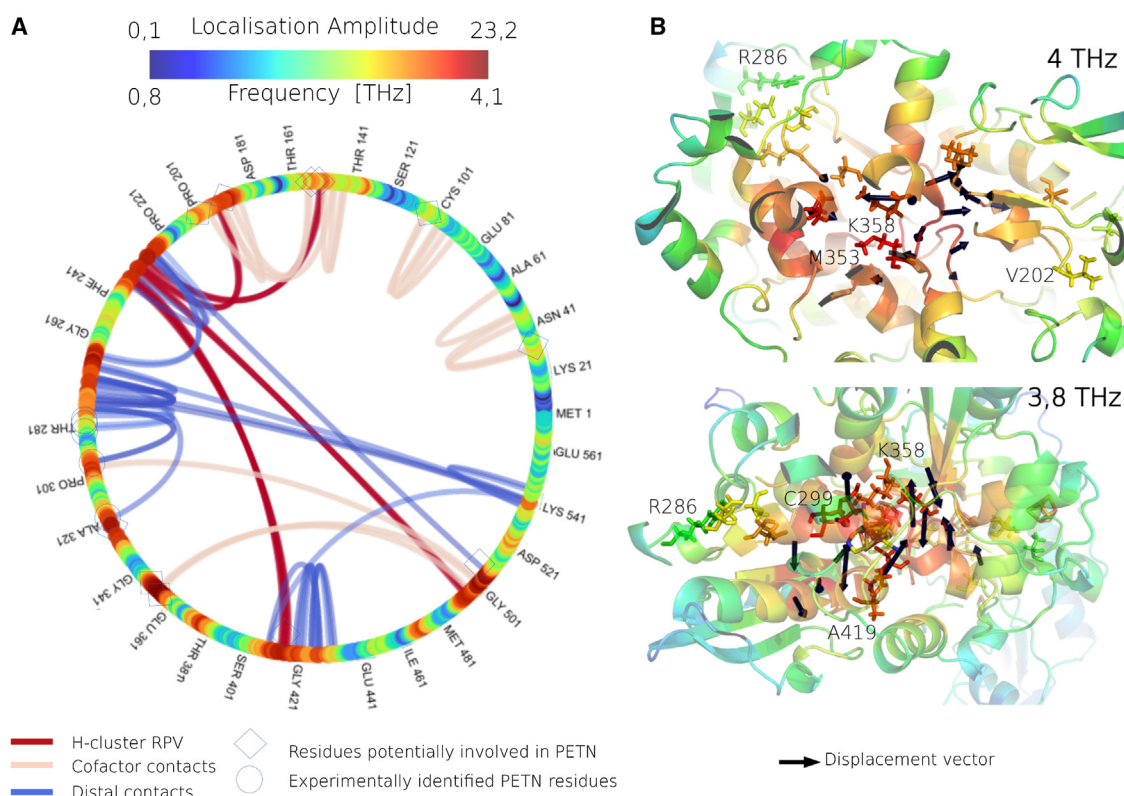 A
0,1 Localisation Amplitude 23,2
0,8 Frequency [THz] 4,1
THR 161
THR 141
SER 121
CYS 101
GLU 81
ALA 61
ASN 41
LYS 21
MET 1
GLU 561
LYS 541
ASP 521
GLY 501
MET 481
ILE 461
GLU 441
GLY 421
SER 401
THR 381
GLU 361
GLY 341
ALA 321
PRO 301
THR 281
GLY 261
PHE 241
PRO 221
PRO 201
ASP 181
H-cluster RPV
Cofactor contacts
Distal contacts
Residues potentially involved in PETN
Experimentially identified PETN residues
B
4 THz
R286
K358
M353
V202
3,8 THz
K358
C299
R286
A419
Displacement vector